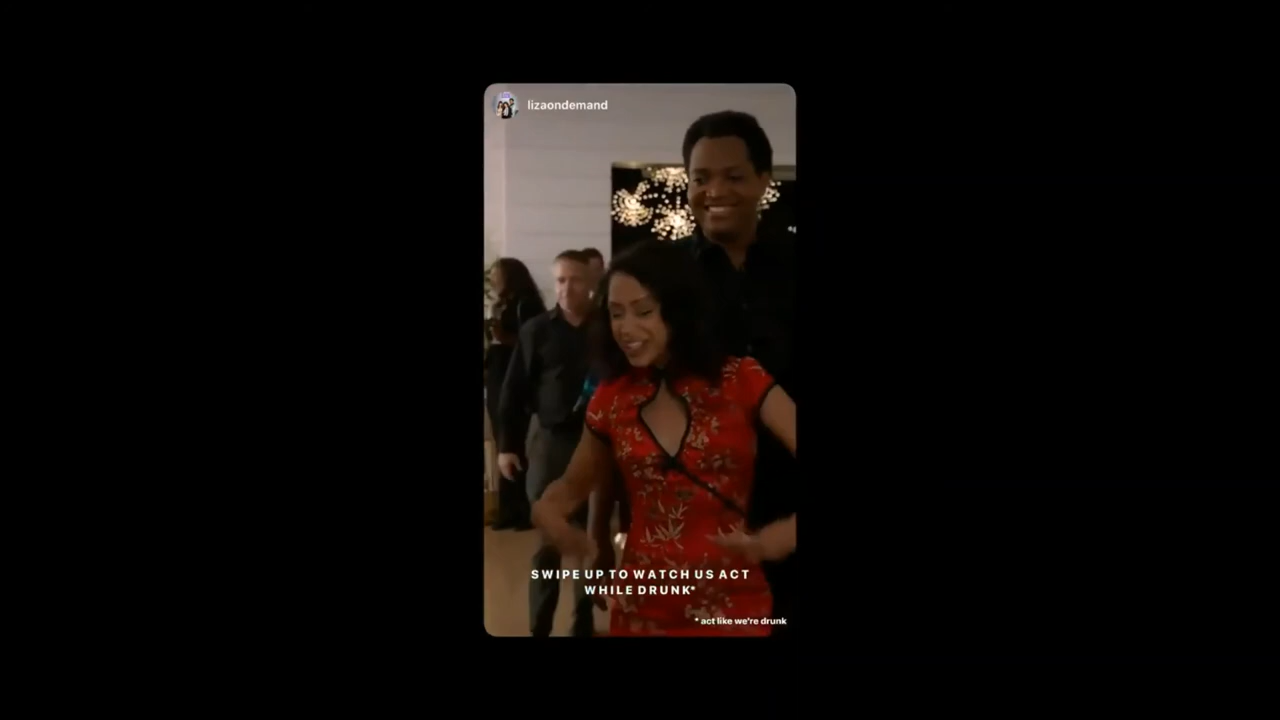 lizaondemand
SWIPE UP TO WATCH US ACT
WHILE DRUNK*
* act like we're drunk